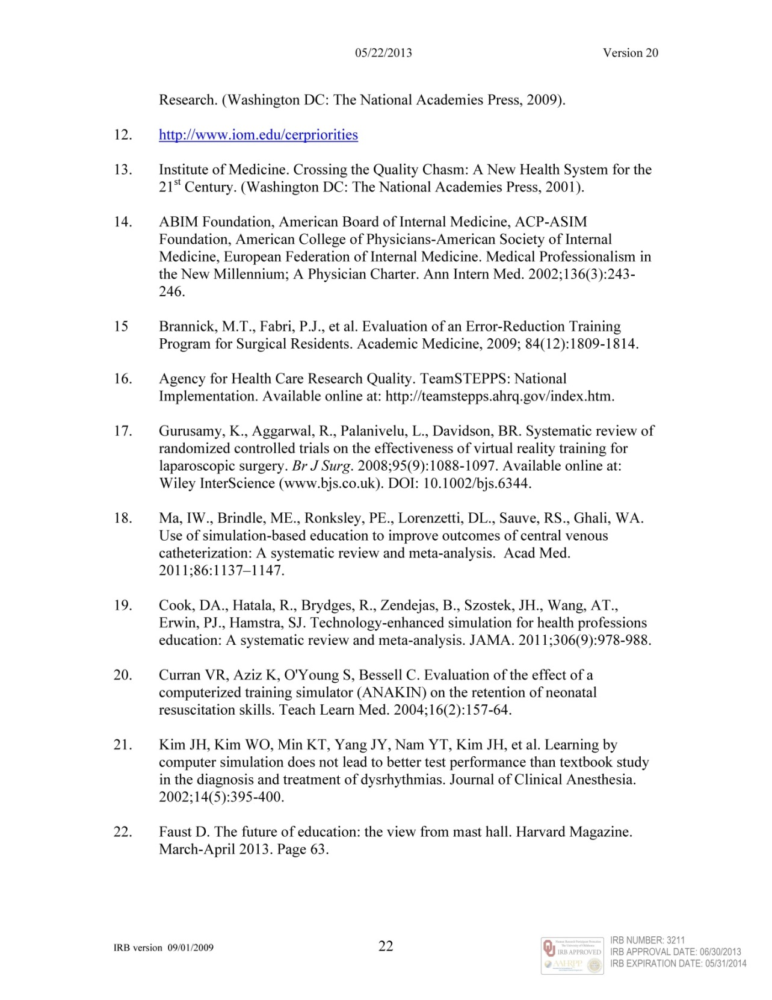 05/22/2013 Version 20
Research. (Washington DC: The National Academies Press, 2009).
12. http://www.iom.edu/cerpriorities
13. Institute of Medicine. Crossing the Quality Chasm: A New Health System for the
21st Century. (Washington DC: The National Academies Press, 2001).
14. ABIM Foundation, American Board of Internal Medicine, ACP-ASIM
Foundation, American College of Physicians-American Society of Internal
Medicine, European Federation of Internal Medicine. Medical Professionalism in
the New Millennium; A Physician Charter. Ann Intern Med. 2002;136(3):243-
246.
15 Brannick, M.T., Fabri, P.J., et al. Evaluation of an Error-Reduction Training
Program for Surgical Residents. Academic Medicine, 2009; 84(12):1809-1814.
16. Agency for Health Care Research Quality. TeamSTEPPS: National
Implementation. Available online at: http://teamstepps.ahrq.gov/index.htm.
17. Gurusamy, K., Aggarwal, R., Palanivelu, L., Davidson, BR. Systematic review of
randomized controlled trials on the effectiveness of virtual reality training for
laparoscopic surgery. Br J Surg. 2008;95(9):1088-1097. Available online at:
Wiley InterScience (www.bjs.co.uk). DOI: 10.1002/bjs.6344.
18. Ma, IW., Brindle, ME., Ronksley, PE., Lorenzetti, DL., Sauve, RS., Ghali, WA.
Use of simulation-based education to improve outcomes of central venous
catheterization: A systematic review and meta-analysis. Acad Med.
2011;86:1137–1147.
19. Cook, DA., Hatala, R., Brydges, R., Zendejas, B., Szostek, JH., Wang, AT.,
Erwin, PJ., Hamstra, SJ. Technology-enhanced simulation for health professions
education: A systematic review and meta-analysis. JAMA. 2011;306(9):978-988.
20. Curran VR, Aziz K, O'Young S, Bessell C. Evaluation of the effect of a
computerized training simulator (ANAKIN) on the retention of neonatal
resuscitation skills. Teach Learn Med. 2004;16(2):157-64.
21. Kim JH, Kim WO, Min KT, Yang JY, Nam YT, Kim JH, et al. Learning by
computer simulation does not lead to better test performance than textbook study
in the diagnosis and treatment of dysrhythmias. Journal of Clinical Anesthesia.
2002;14(5):395-400.
22. Faust D. The future of education: the view from mast hall. Harvard Magazine.
March-April 2013. Page 63.
IRB version 09/01/2009 22
Human Research Participant Protection
The University of Oklahoma
IRB APPROVED
AAHRPP
IRB NUMBER: 3211
IRB APPROVAL DATE: 06/30/2013
IRB EXPIRATION DATE: 05/31/2014